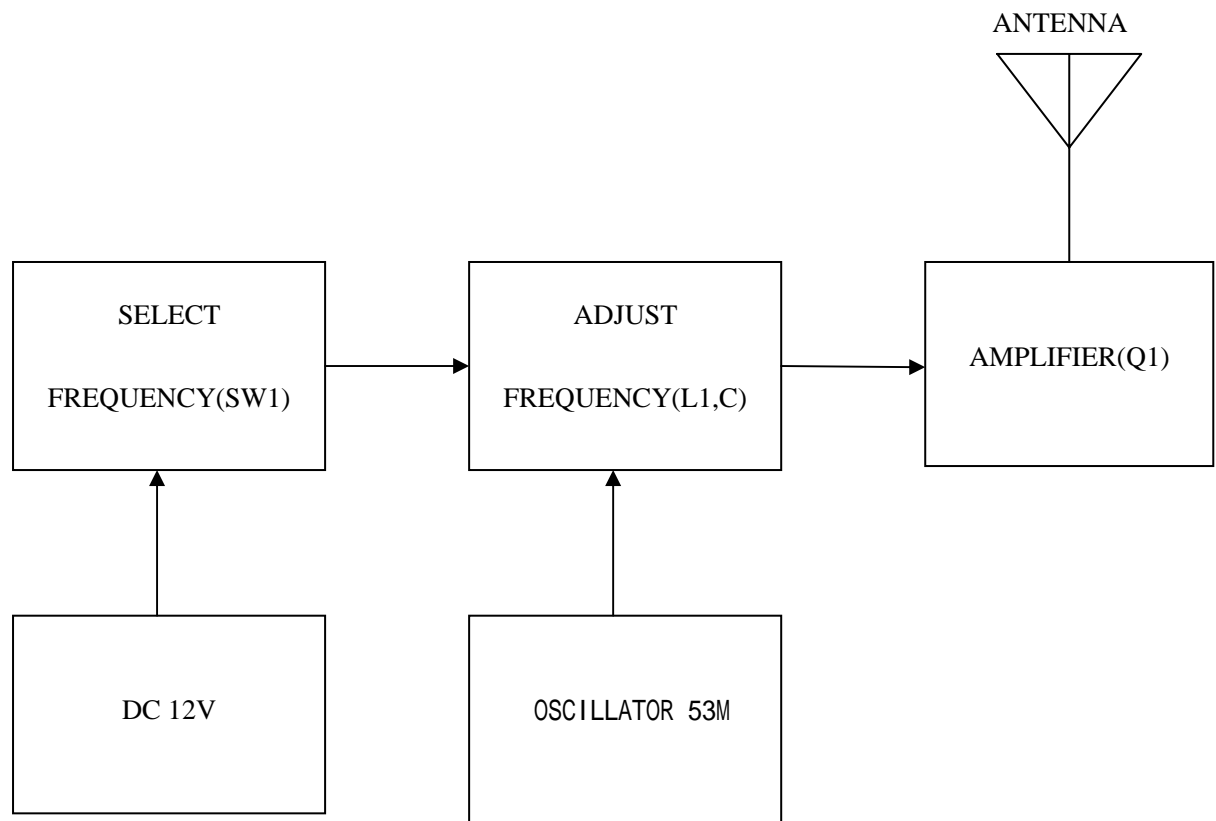 ANTENNA
SELECT
FREQUENCY(SW1)
ADJUST
FREQUENCY(L1,C)
AMPLIFIER(Q1)
DC 12V
OSCILLATOR 53M